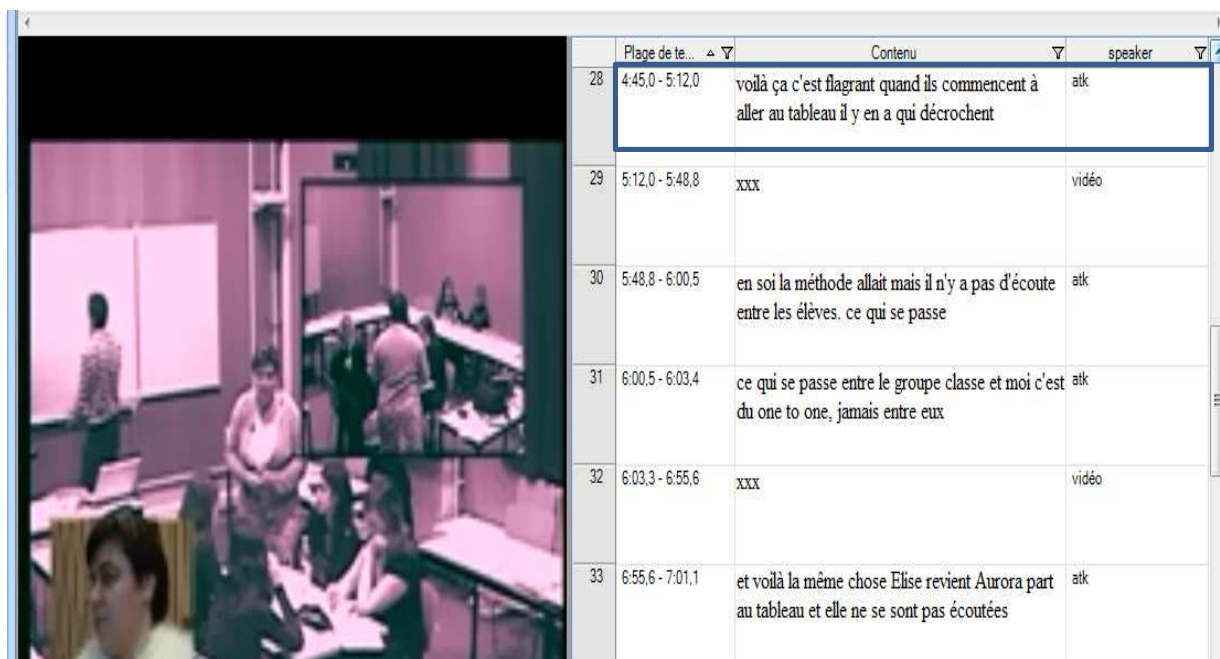 Plage de te... Contenu speaker
28 4:45,0 - 5:12,0 voilà ça c'est flagrant quand ils commencent à atk
aller au tableau il y en a qui décrochent
29 5:12,0 - 5:48,8 xxx vidéo
30 5:48,8 - 6:00,5 en soi la méthode allait mais il n'y a pas d'écoute atk
entre les élèves. ce qui se passe
31 6:00,5 - 6:03,4 ce qui se passe entre le groupe classe et moi c'est atk
du one to one, jamais entre eux
32 6:03,3 - 6:55,6 xxx vidéo
33 6:55,6 - 7:01,1 et voilà la même chose Elise revient Aurora part atk
au tableau et elle ne se sont pas écoutées